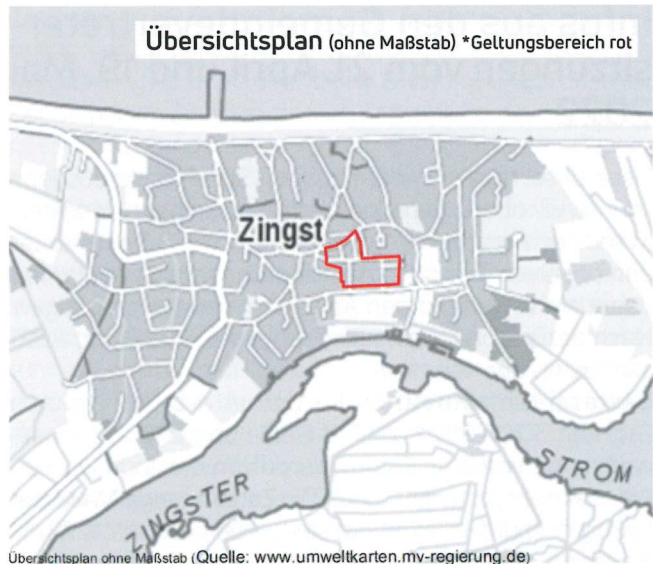 Übersichtsplan (ohne Maßstab) *Geltungsbereich rot
Zingst
ZINGSTER
STROM
Übersichtsplan ohne Maßstab (Quelle: www.umweltkarten.mv-regierung.de)